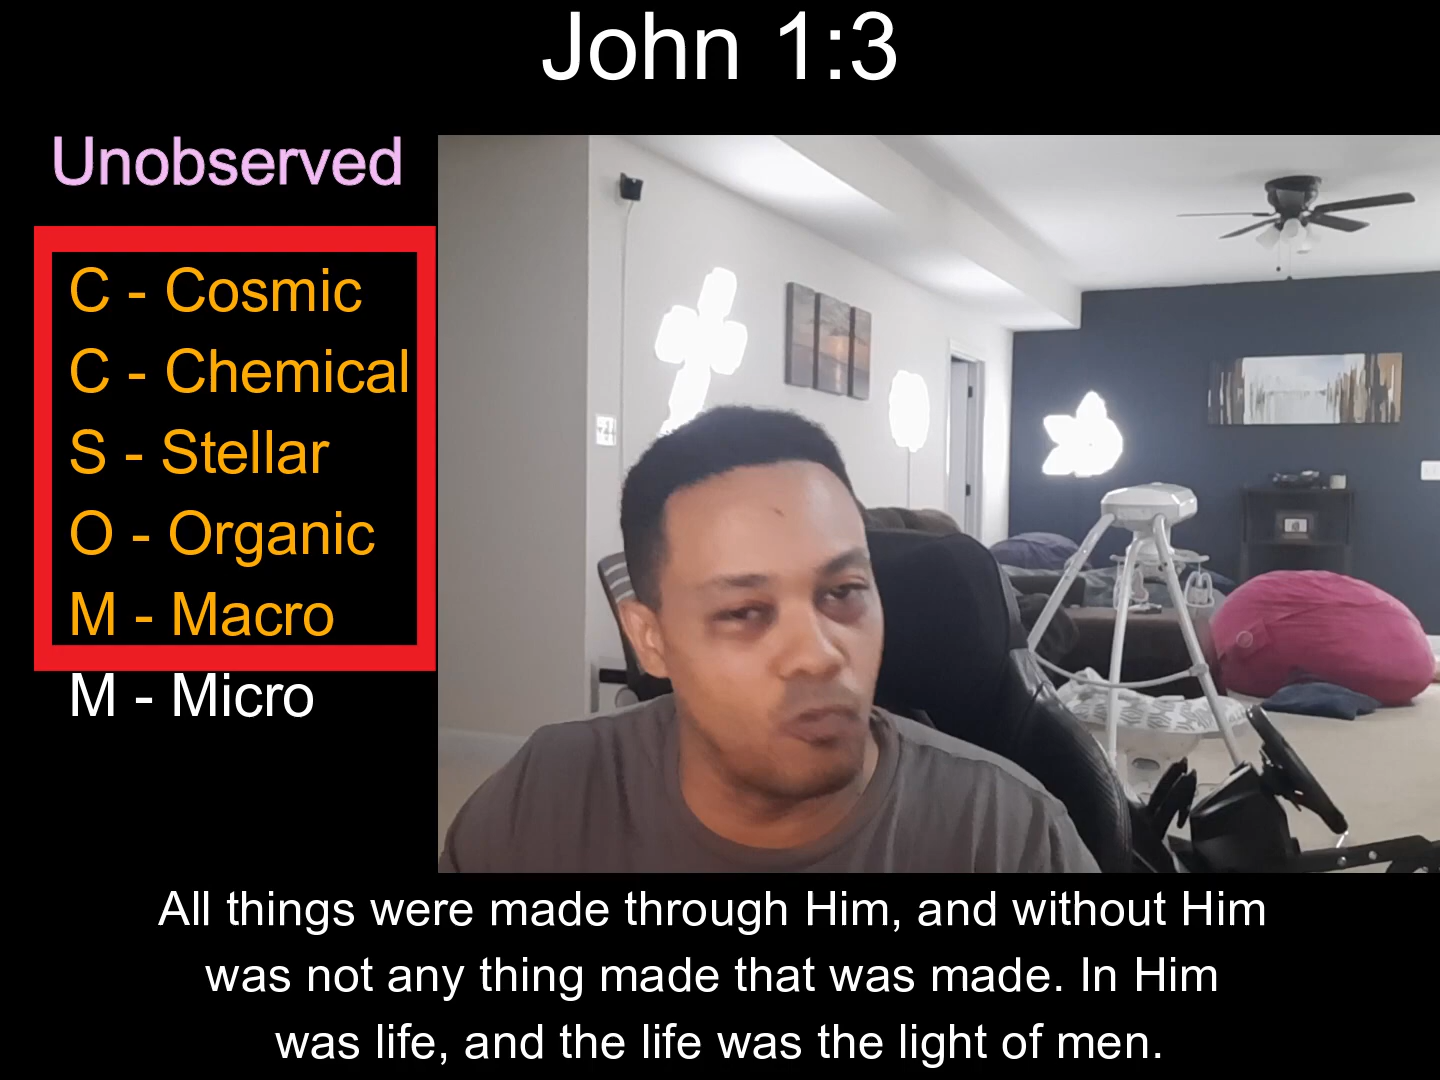 John 1:3
Unobserved
C - Cosmic
C - Chemical
S - Stellar
O - Organic
M - Macro
M - Micro
All things were made through Him, and without Him
was not any thing made that was made. In Him
was life, and the life was the light of men.